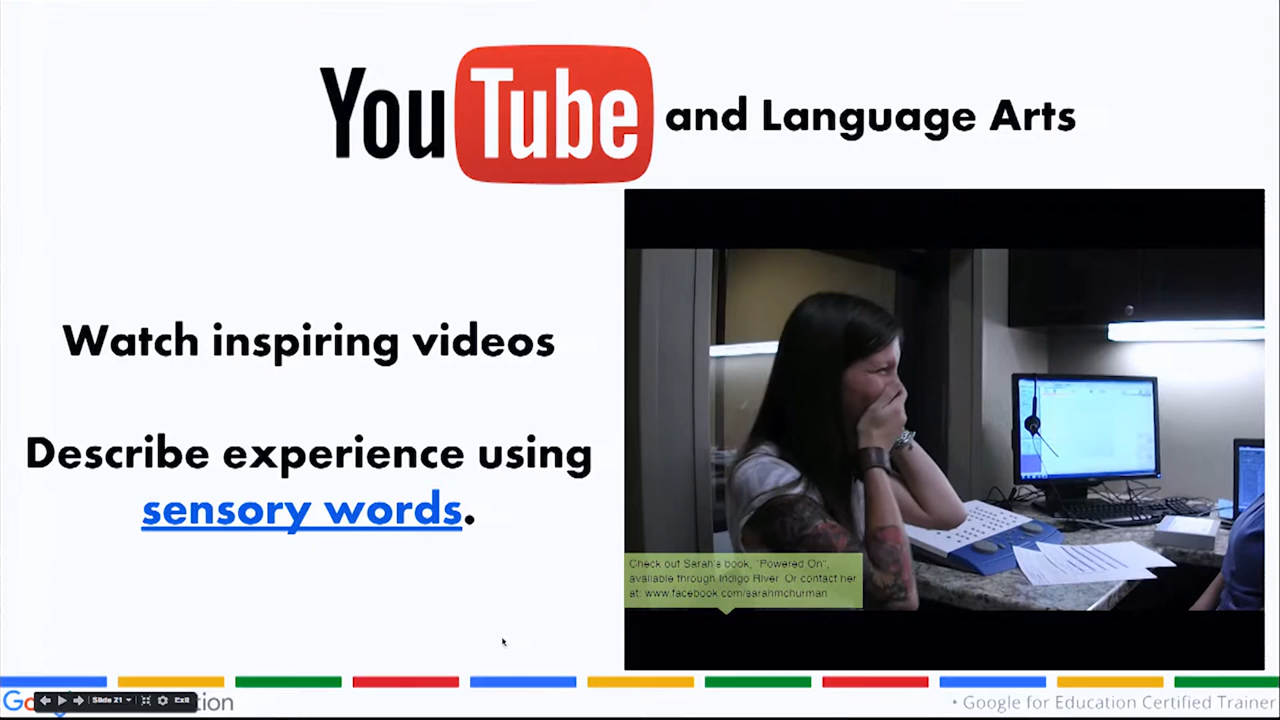 YouTube and Language Arts
Watch inspiring videos
Describe experience using
sensory words.
Check out Sarah's book, "Powered On",
available through Indigo River Or contact her
at: www.facebook.com/sarahmchurman
Slide 21
Exit
• Google for Education Certified Trainer